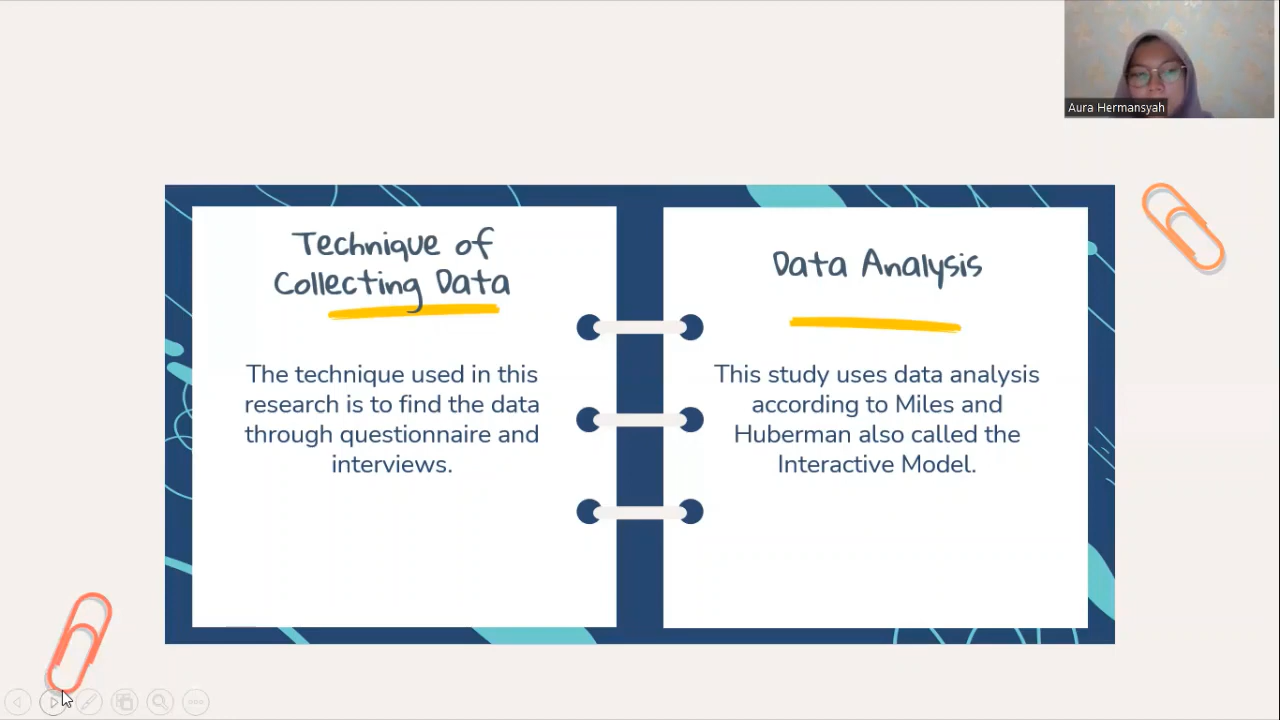 Aura Hermansyah
Technique of
Collecting Data
The technique used in this
research is to find the data
through questionnaire and
interviews.
Data Analysis
This study uses data analysis
according to Miles and
Huberman also called the
Interactive Model.